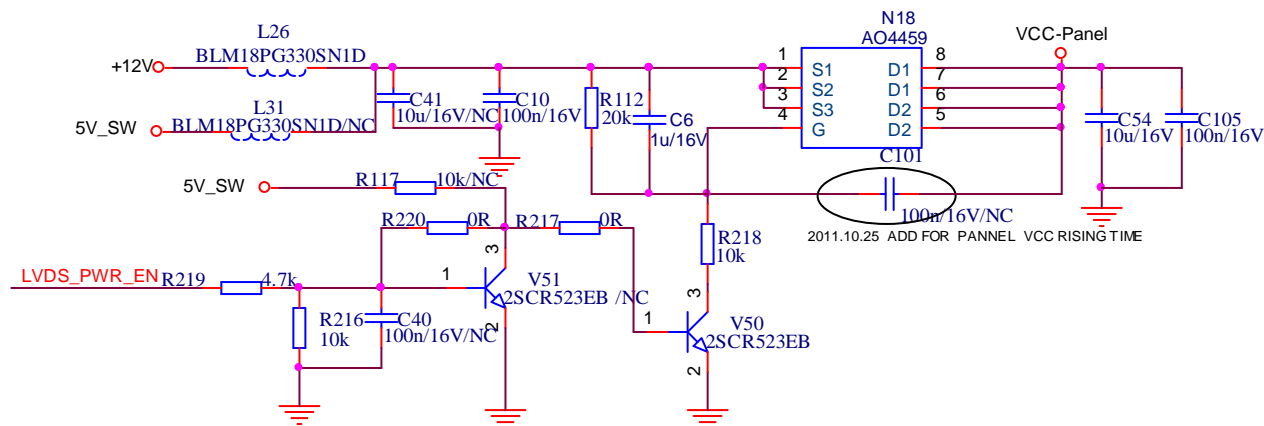 L26
BLM18PG330SN1D
+12V
L31
5V_SW
BLM18PG330SN1D/NC
C41
10u/16V/NC
C10
100n/16V
R112
20k
C6
1u/16V
N18
AO4459
1
2
3
4
S1
S2
S3
G
D1
D1
D2
D2
8
7
6
5
VCC-Panel
C54
10u/16V
C105
100n/16V
C101
100n/16V/NC
2011.10.25 ADD FOR PANNEL VCC RISING TIME
5V_SW
R117
10k/NC
R220
0R
R217
0R
R218
10k
LVDS_PWR_EN
R219
4.7k
R216
10k
C40
100n/16V/NC
1
3
2
V51
2SCR523EB /NC
1
3
2
V50
2SCR523EB